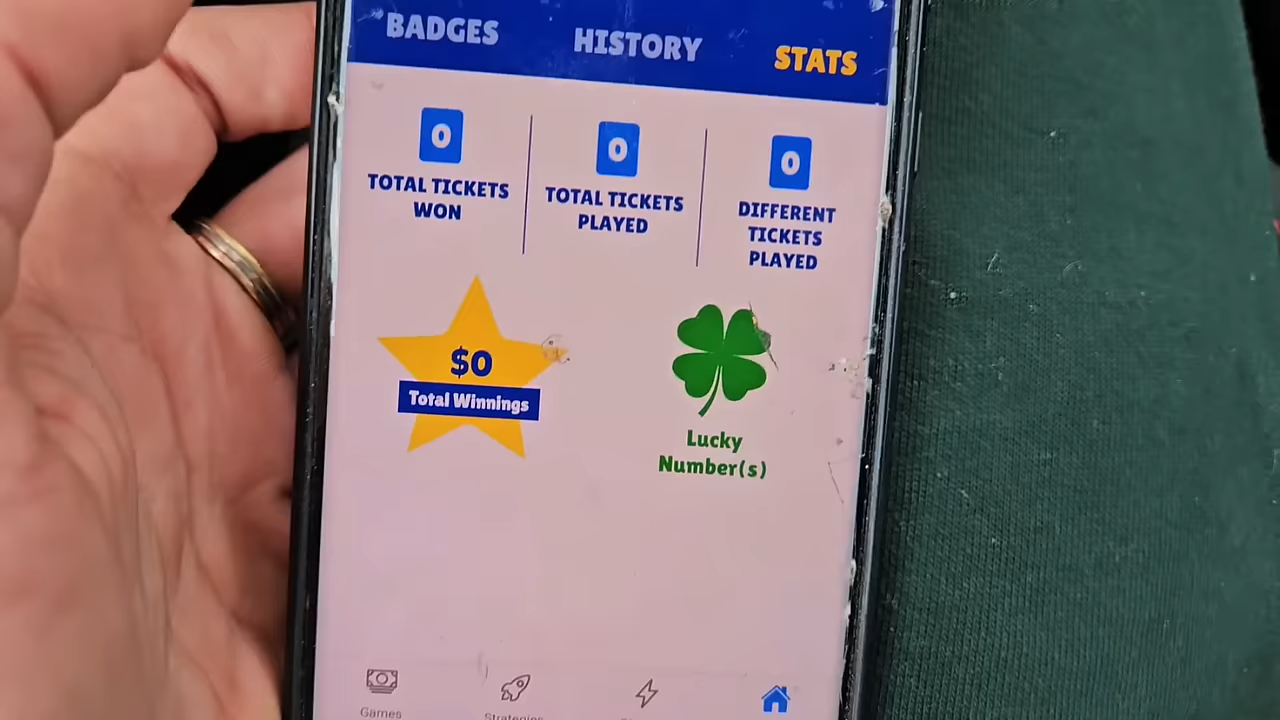 BADGES HISTORY STATS
0 0 0
TOTAL TICKETS
WON
TOTAL TICKETS
PLAYED
DIFFERENT
TICKETS
PLAYED
$0
Total Winnings
Lucky
Number(s)
Games Strategies